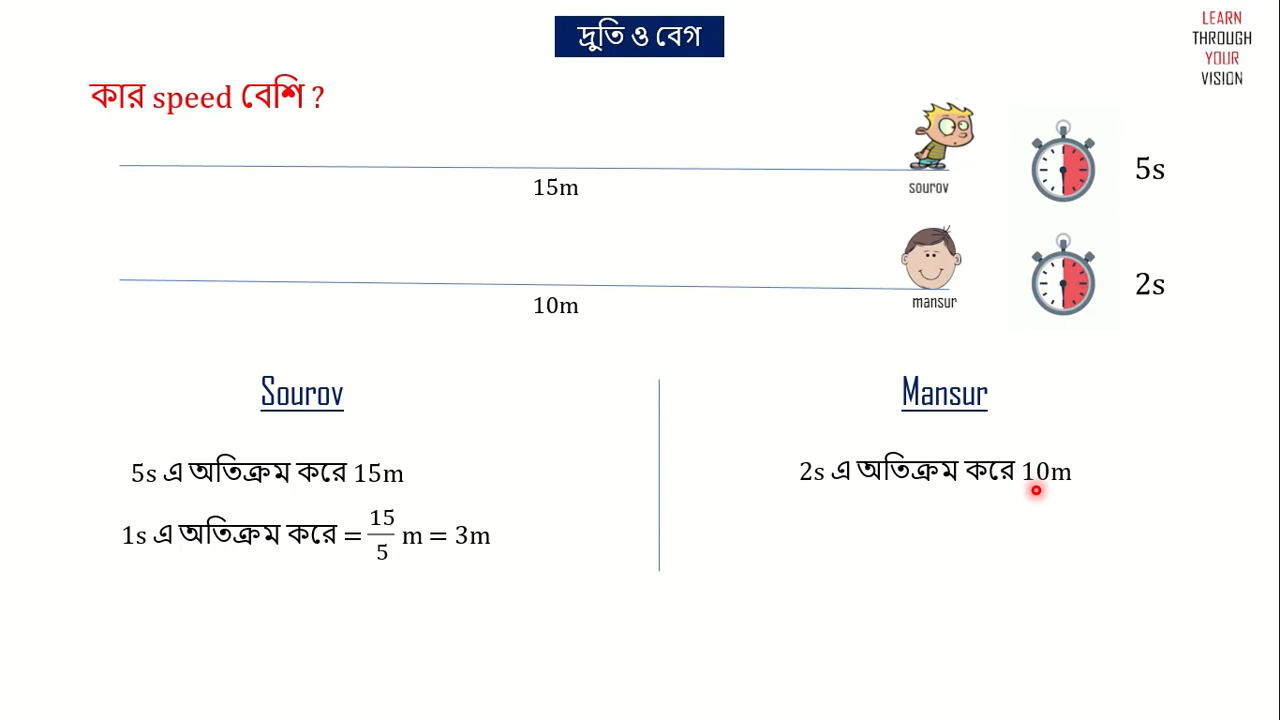 দ্রুতি ও বেগ
LEARN
THROUGH
YOUR
VISION
কার speed বেশি ?
15m
sourov
5s
10m
mansur
2s
Sourov
5s এ অতিক্রম করে 15m
1s এ অতিক্রম করে = 15/5 m = 3m
Mansur
2s এ অতিক্রম করে 10m